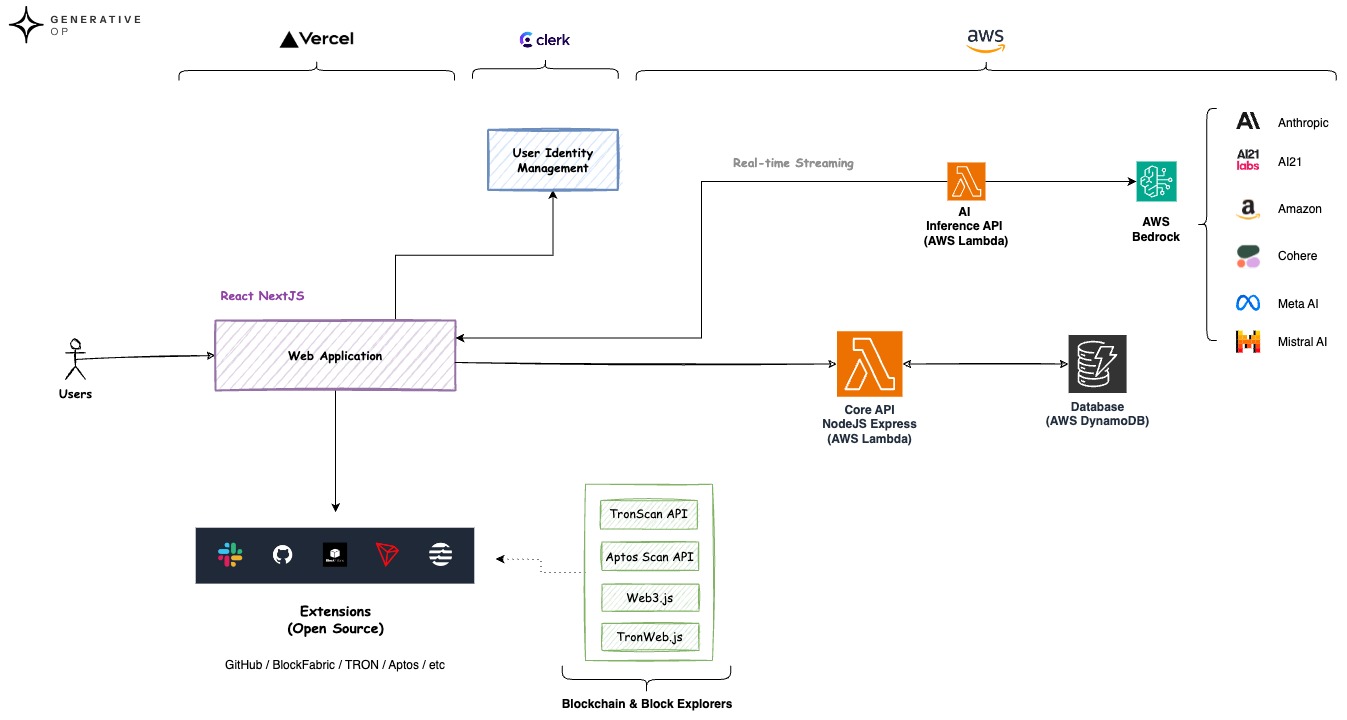 GENERATIVE
OP
Vercel
clerk
aws
User Identity
Management
Real-time Streaming
AI
Inference API
(AWS Lambda)
AWS
Bedrock
Anthropic
AI21
labs
AI21
a
Amazon
Cohere
Meta AI
Mistral AI
React NextJS
Web Application
Users
Core API
NodeJS Express
(AWS Lambda)
Database
(AWS DynamoDB)
Extensions
(Open Source)
GitHub / BlockFabric / TRON / Aptos / etc
TronScan API
Aptos Scan API
Web3.js
TronWeb.js
Blockchain & Block Explorers